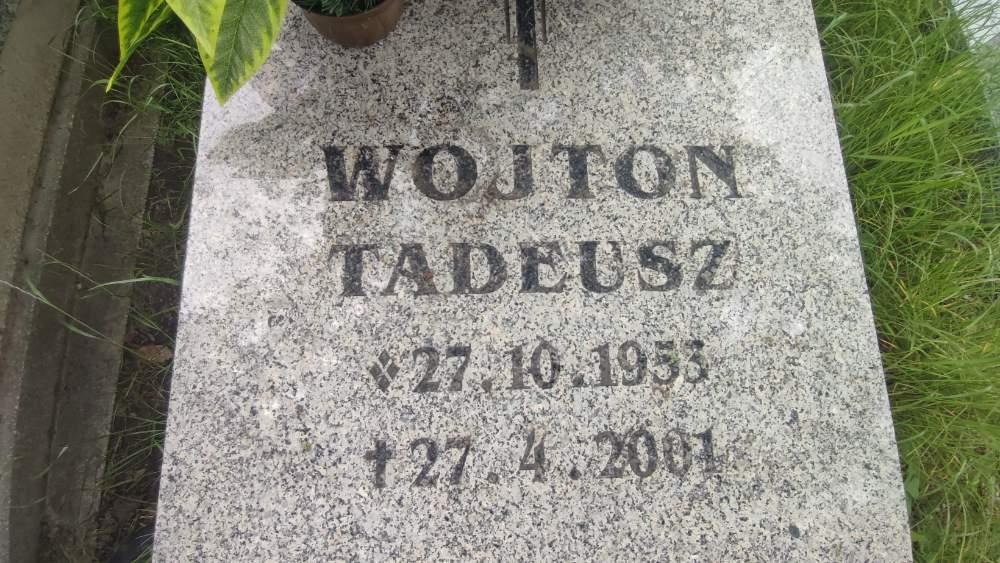 WOJTON
TADEUSZ
❖ 27.10.1953
✝ 27.4.2001